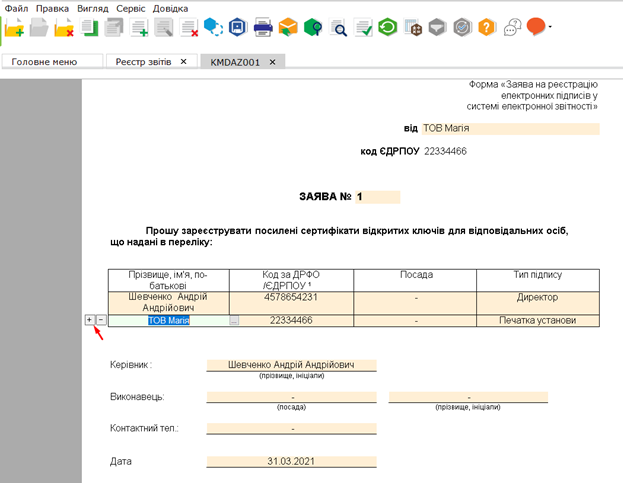 Файл Правка Вигляд Сервіс Довідка
Головне меню Реєстр звітів × KMDAZ001 ×
Форма «Заява на реєстрацію
електронних підписів у
системі електронної звітності»
від ТОВ Магія
код ЄДРПОУ 22334466
ЗАЯВА № 1
Прошу зареєструвати посилені сертифікати відкритих ключів для відповідальних осіб,
що надані в переліку:
Прізвище, ім'я, по-
батькові
Код за ДРФО
/ЄДРПОУ ¹
Посада
Тип підпису
Шевченко Андрій
Андрійович
4578654231
-
Директор
+ − ТОВ Магія ... 22334466 - Печатка установи
Керівник : Шевченко Андрій Андрійович
(прізвище, ініціали)
Виконавець: - -
(посада) (прізвище, ініціали)
Контактний тел.: -
Дата 31.03.2021